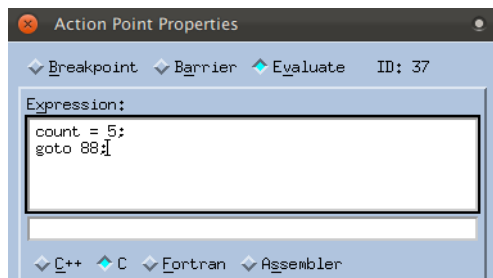 Action Point Properties
Breakpoint Barrier Evaluate ID: 37
Expression:
count = 5;
goto 88;
C++ C Fortran Assembler